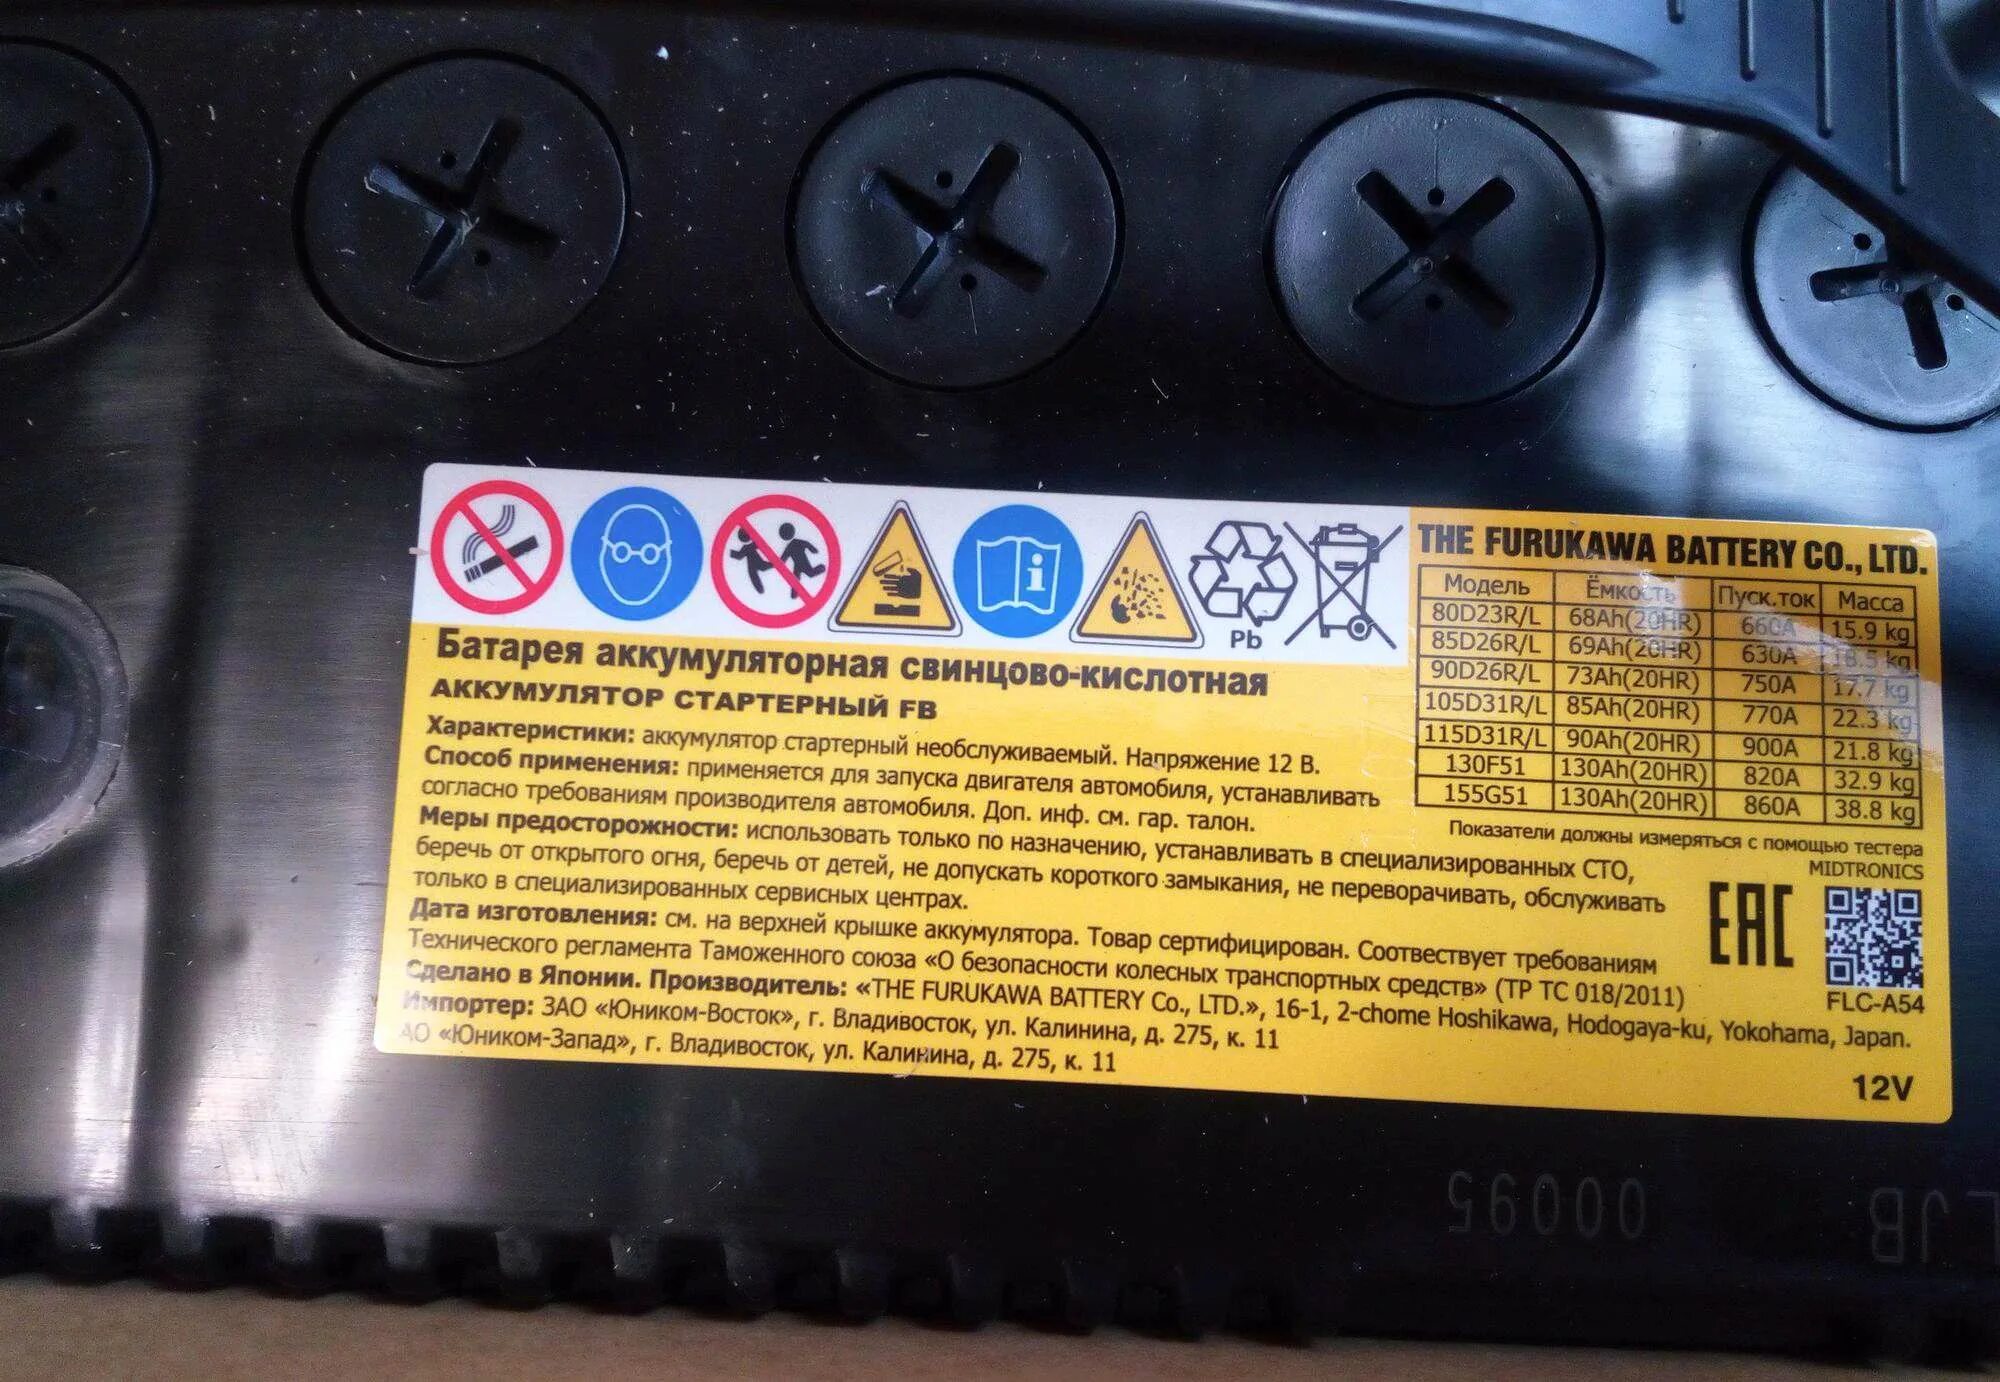 THE FURUKAWA BATTERY CO., LTD.
Модель Ёмкость Пуск.ток Масса
80D23R/L 68Ah(20HR) 660A 15.9 kg
85D26R/L 69Ah(20HR) 630A 18.5 kg
90D26R/L 73Ah(20HR) 750A 17.7 kg
105D31R/L 85Ah(20HR) 770A 22.3 kg
115D31R/L 90Ah(20HR) 900A 21.8 kg
130F51 130Ah(20HR) 820A 32.9 kg
155G51 130Ah(20HR) 860A 38.8 kg
Показатели должны измеряться с помощью тестера
MIDTRONICS
Pb
Батарея аккумуляторная свинцово-кислотная
АККУМУЛЯТОР СТАРТЕРНЫЙ FB
Характеристики: аккумулятор стартерный необслуживаемый. Напряжение 12 В.
Способ применения: применяется для запуска двигателя автомобиля, устанавливать
согласно требованиям производителя автомобиля. Доп. инф. см. гар. талон.
Меры предосторожности: использовать только по назначению, устанавливать в специализированных СТО,
беречь от открытого огня, беречь от детей, не допускать короткого замыкания, не переворачивать, обслуживать
только в специализированных сервисных центрах.
Дата изготовления: см. на верхней крышке аккумулятора. Товар сертифицирован. Соотвествует требованиям
Технического регламента Таможенного союза «О безопасности колесных транспортных средств» (ТР ТС 018/2011)
Сделано в Японии. Производитель: «THE FURUKAWA BATTERY Co., LTD.», 16-1, 2-chome Hoshikawa, Hodogaya-ku, Yokohama, Japan.
Импортер: ЗАО «Юником-Восток», г. Владивосток, ул. Калинина, д. 275, к. 11
АО «Юником-Запад», г. Владивосток, ул. Калинина, д. 275, к. 11
EAC
FLC-A54
12V
00095
LJB